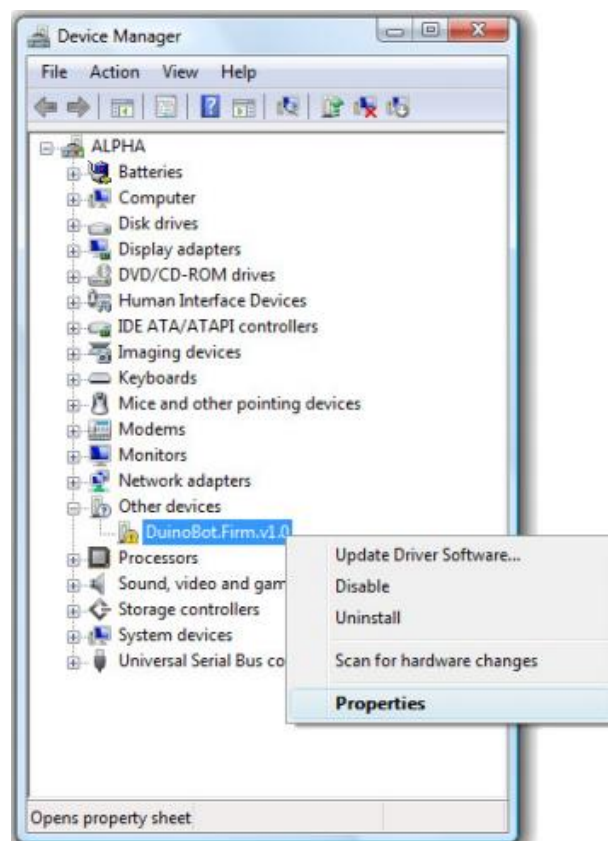 Device Manager
File Action View Help
ALPHA
Batteries
Computer
Disk drives
Display adapters
DVD/CD-ROM drives
Human Interface Devices
IDE ATA/ATAPI controllers
Imaging devices
Keyboards
Mice and other pointing devices
Modems
Monitors
Network adapters
Other devices
DuinoBot.Firm.v1.0
Processors
Sound, video and gam
Storage controllers
System devices
Universal Serial Bus co
Update Driver Software...
Disable
Uninstall
Scan for hardware changes
Properties
Opens property sheet